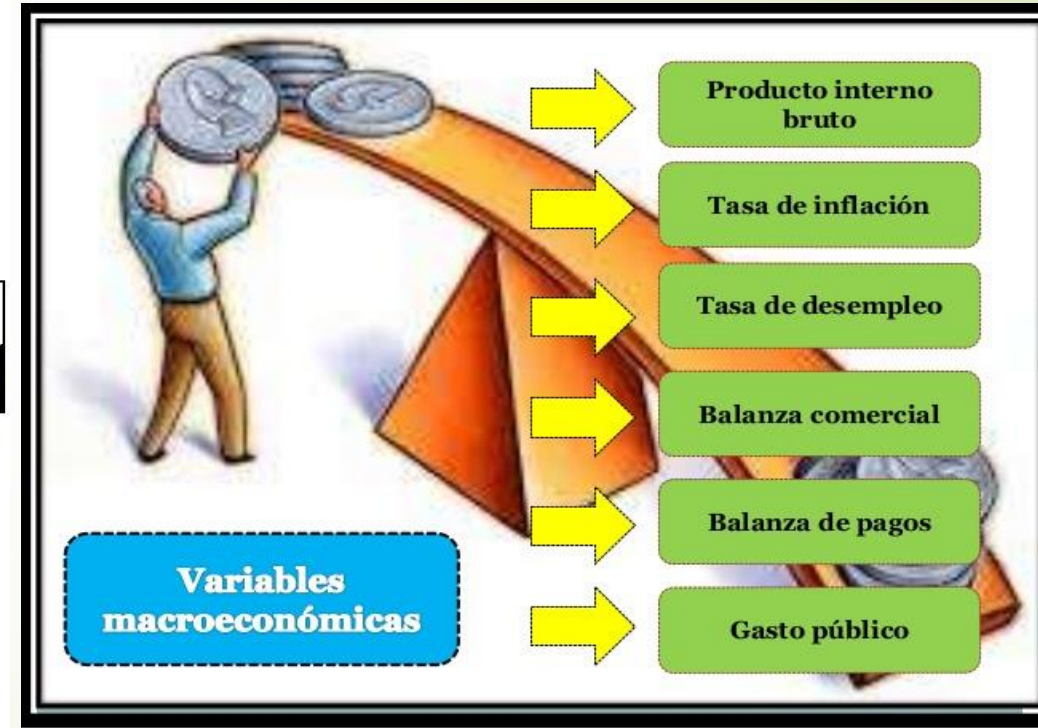 Producto interno
bruto
Tasa de inflación
Tasa de desempleo
Balanza comercial
Balanza de pagos
Gasto público
Variables
macroeconómicas